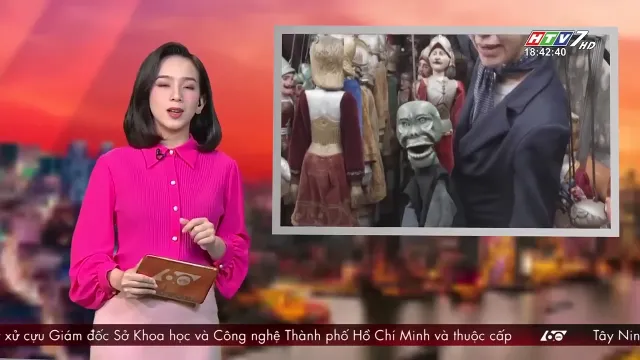 HTV7 HD
18:42:40
xử cựu Giám đốc Sở Khoa học và Công nghệ Thành phố Hồ Chí Minh và thuộc cấp 60 Tây Nin